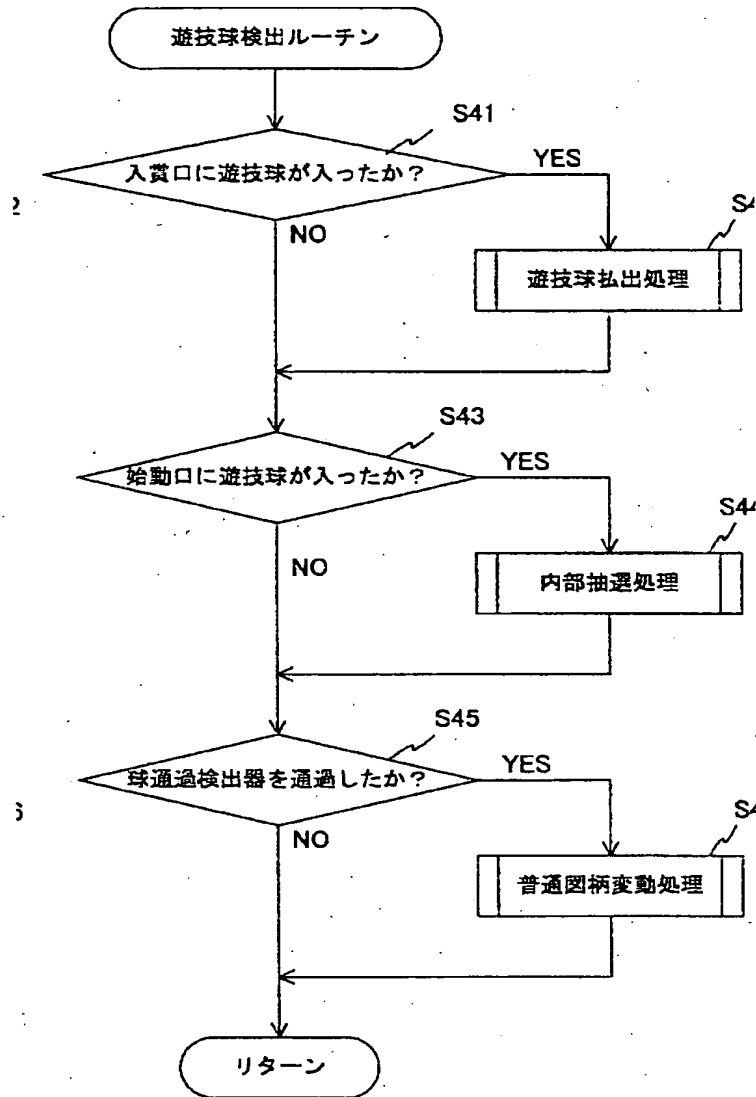 遊技球検出ルーチン
S41
入賞口に遊技球が入ったか？
YES
2
NO
S4
遊技球払出処理
S43
始動口に遊技球が入ったか？
YES
NO
S44
内部抽選処理
S45
球通過検出器を通過したか？
YES
NO
S4
普通図柄変動処理
リターン